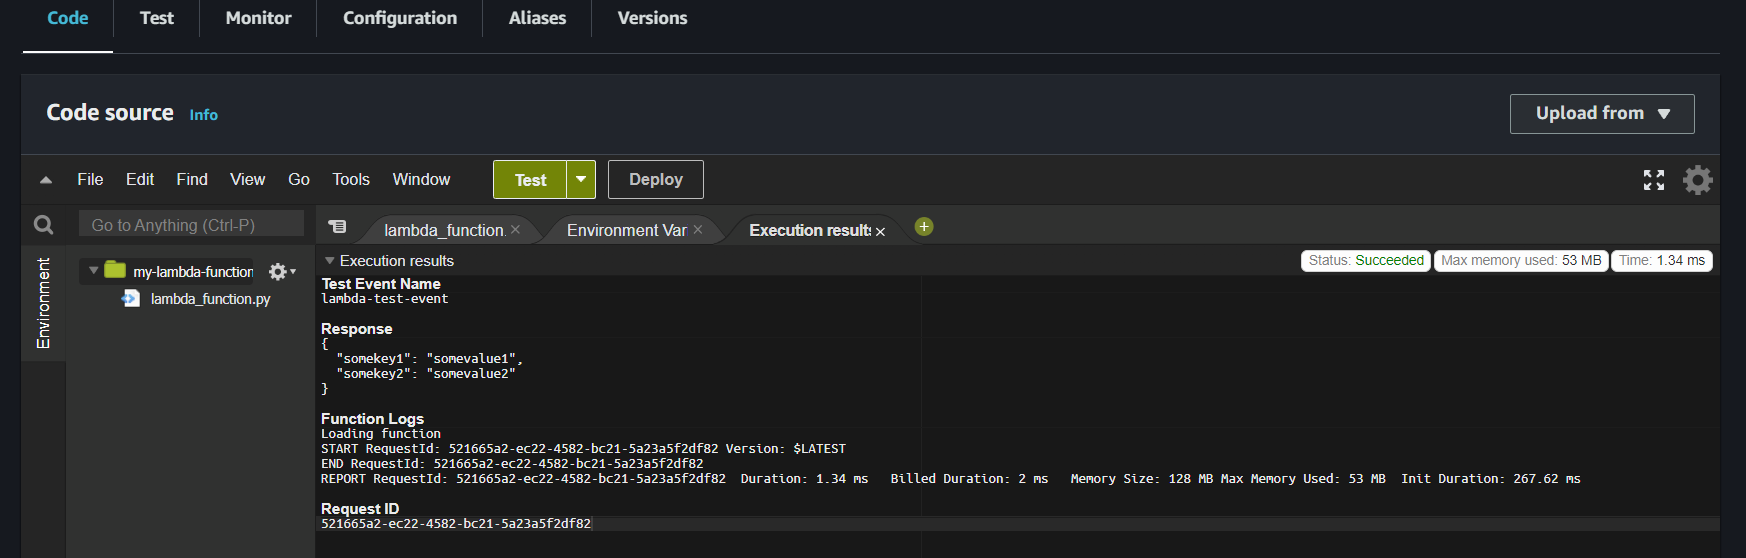 Code Test Monitor Configuration Aliases Versions
Code source Info Upload from
File Edit Find View Go Tools Window Test Deploy
Go to Anything (Ctrl-P) lambda_function. Environment Var Execution results
Environment
my-lambda-function
lambda_function.py
Execution results Status: Succeeded Max memory used: 53 MB Time: 1.34 ms
Test Event Name
lambda-test-event
Response
{
"somekey1": "somevalue1",
"somekey2": "somevalue2"
}
Function Logs
Loading function
START RequestId: 521665a2-ec22-4582-bc21-5a23a5f2df82 Version: $LATEST
END RequestId: 521665a2-ec22-4582-bc21-5a23a5f2df82
REPORT RequestId: 521665a2-ec22-4582-bc21-5a23a5f2df82 Duration: 1.34 ms Billed Duration: 2 ms Memory Size: 128 MB Max Memory Used: 53 MB Init Duration: 267.62 ms
Request ID
521665a2-ec22-4582-bc21-5a23a5f2df82